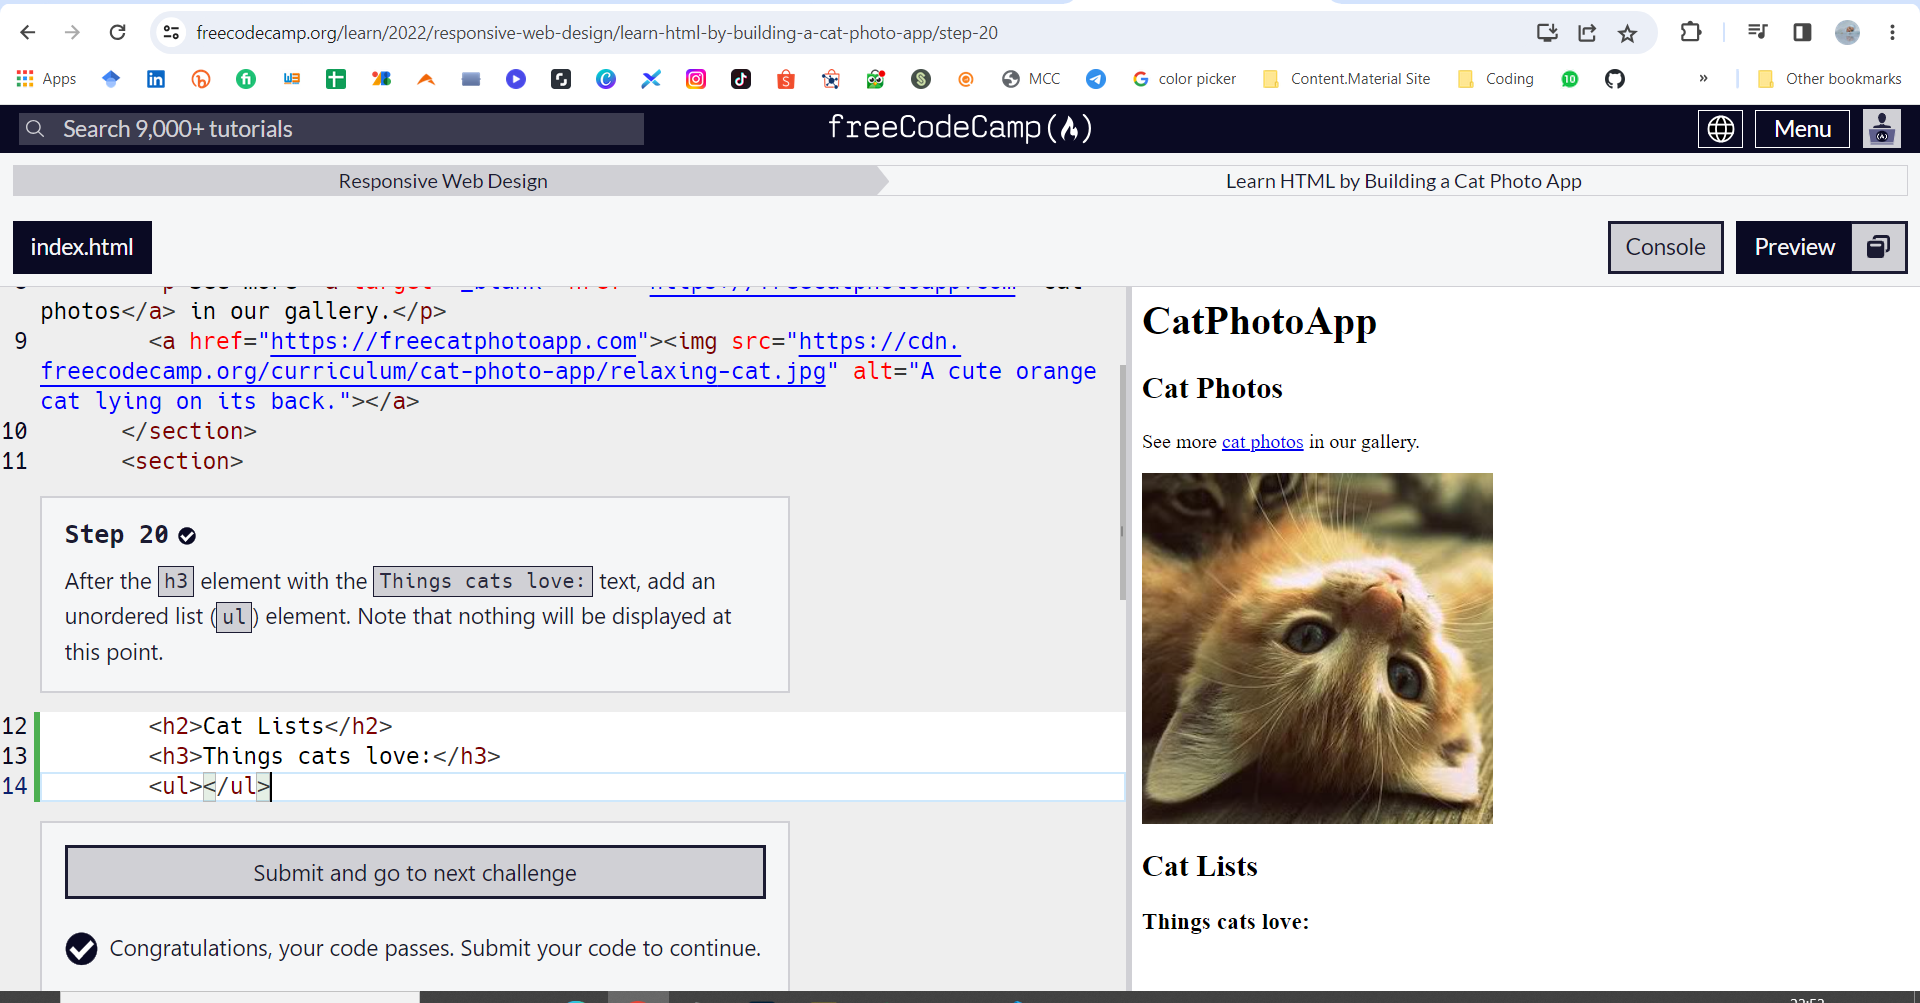 freecodecamp.org/learn/2022/responsive-web-design/learn-html-by-building-a-cat-photo-app/step-20
Apps
MCC
color picker
Content.Material Site
Coding
10
»
Other bookmarks
Search 9,000+ tutorials
freeCodeCamp
Menu
Responsive Web Design
Learn HTML by Building a Cat Photo App
index.html
Console
Preview
photos</a> in our gallery.</p>
9 <a href="https://freecatphotoapp.com"><img src="https://cdn.
freecodecamp.org/curriculum/cat-photo-app/relaxing-cat.jpg" alt="A cute orange
cat lying on its back."></a>
10 </section>
11 <section>
Step 20
After the h3 element with the Things cats love: text, add an
unordered list (ul) element. Note that nothing will be displayed at
this point.
12 <h2>Cat Lists</h2>
13 <h3>Things cats love:</h3>
14 <ul></ul>
Submit and go to next challenge
Congratulations, your code passes. Submit your code to continue.
CatPhotoApp
Cat Photos
See more cat photos in our gallery.
Cat Lists
Things cats love: